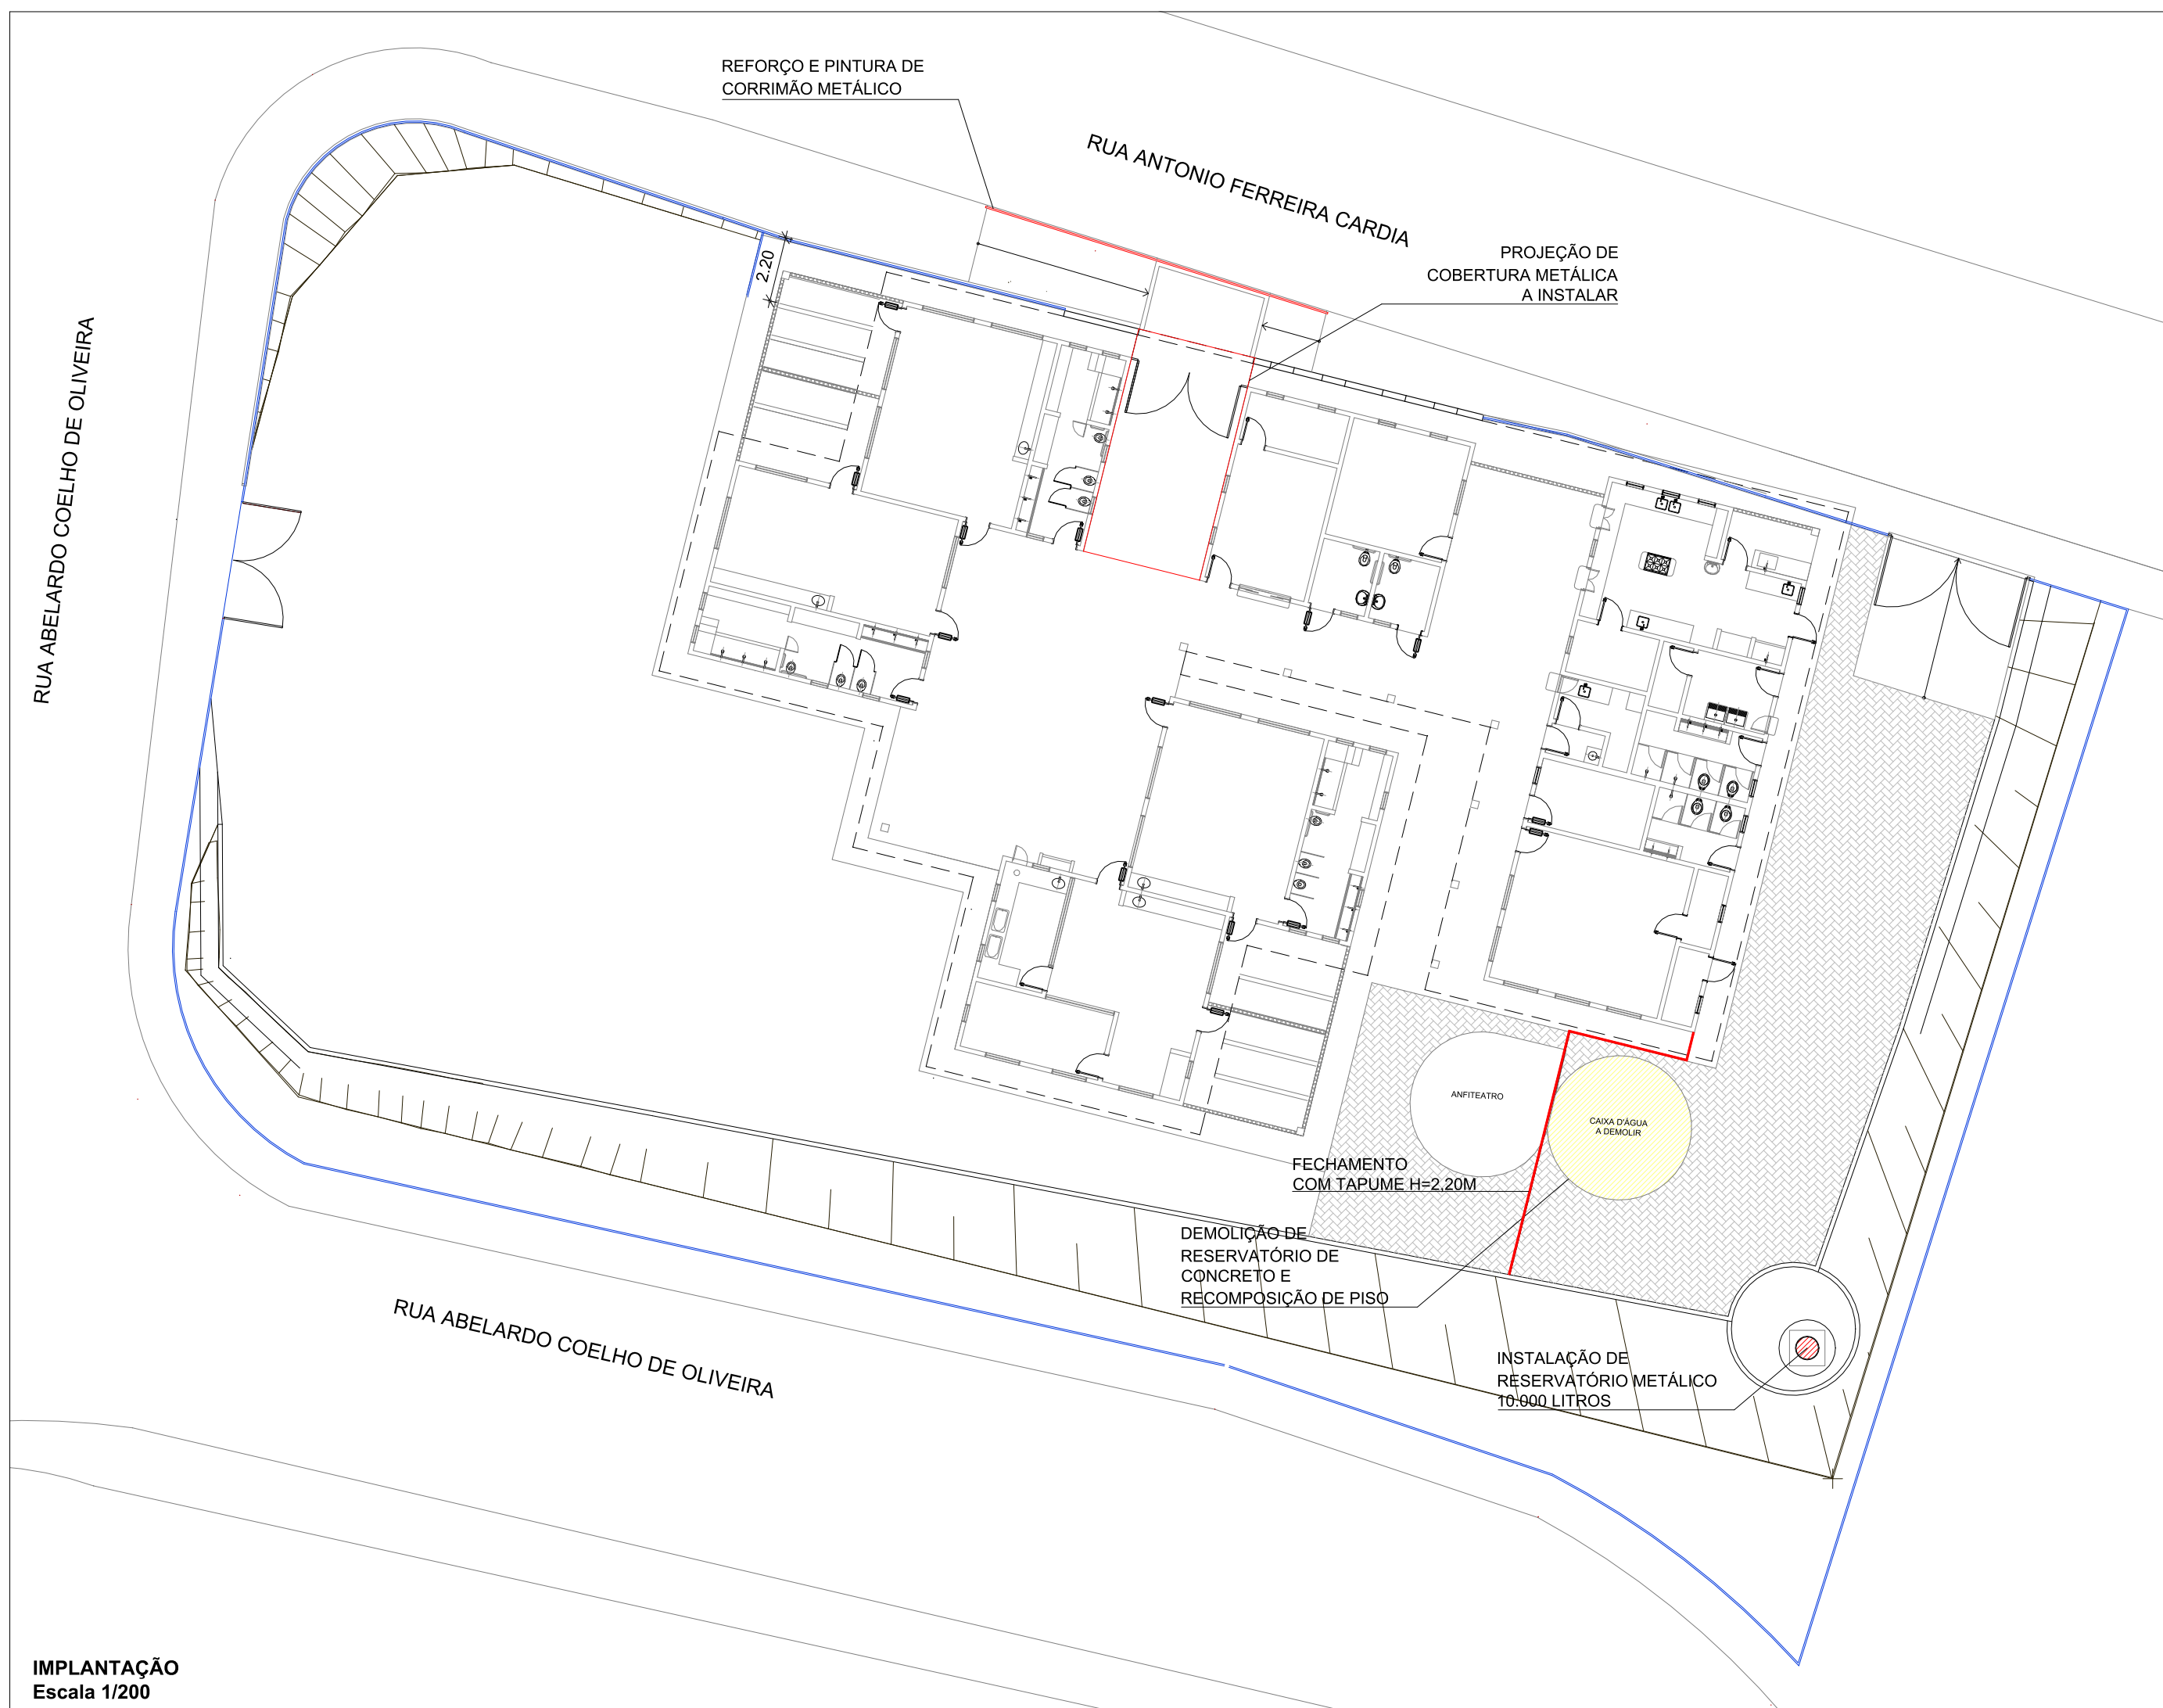 REFORÇO E PINTURA DE
CORRIMÃO METÁLICO
RUA ANTONIO FERREIRA CARDIA
PROJEÇÃO DE
COBERTURA METÁLICA
A INSTALAR
2.20
RUA ABELARDO COELHO DE OLIVEIRA
ANFITEATRO
CAIXA D'ÁGUA
A DEMOLIR
FECHAMENTO
COM TAPUME H=2,20M
DEMOLIÇÃO DE
RESERVATÓRIO DE
CONCRETO E
RECOMPOSIÇÃO DE PISO
RUA ABELARDO COELHO DE OLIVEIRA
INSTALAÇÃO DE
RESERVATÓRIO METÁLICO
10.000 LITROS
IMPLANTAÇÃO
Escala 1/200